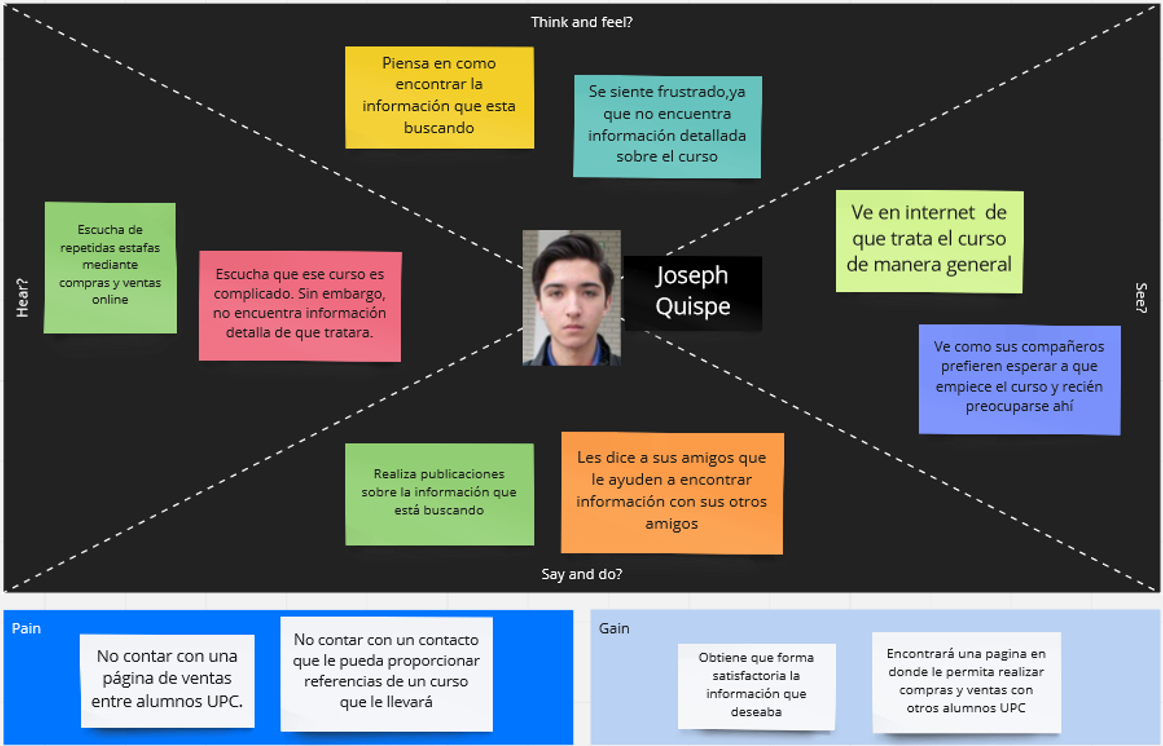 Think and feel?
Piensa en como
encontrar la
información que esta
buscando
Se siente frustrado,ya
que no encuentra
información detallada
sobre el curso
Hear?
Escucha de
repetidas estafas
mediante
compras y ventas
online
Escucha que ese curso es
complicado. Sin embargo,
no encuentra información
detalla de que tratara.
Joseph
Quispe
Ve en internet de
que trata el curso
de manera general
See?
Ve como sus compañeros
prefieren esperar a que
empiece el curso y recién
preocuparse ahí
Realiza publicaciones
sobre la información que
está buscando
Les dice a sus amigos que
le ayuden a encontrar
información con sus otros
amigos
Say and do?
Pain
No contar con una
página de ventas
entre alumnos UPC.
No contar con un contacto
que le pueda proporcionar
referencias de un curso
que le llevará
Gain
Obtiene que forma
satisfactoria la
información que
deseaba
Encontrará una pagina en
donde le permita realizar
compras y ventas con
otros alumnos UPC